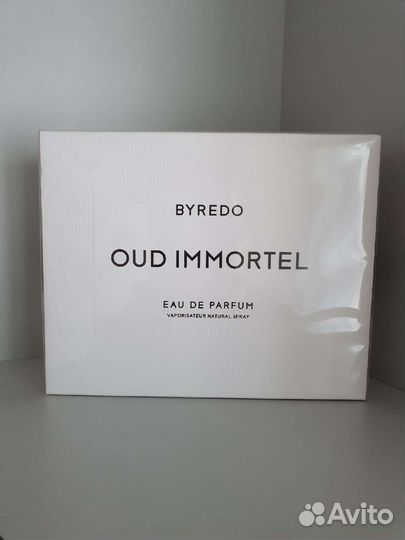 BYREDO
OUD IMMORTEL
EAU DE PARFUM
VAPORISATEUR NATURAL SPRAY
Avito